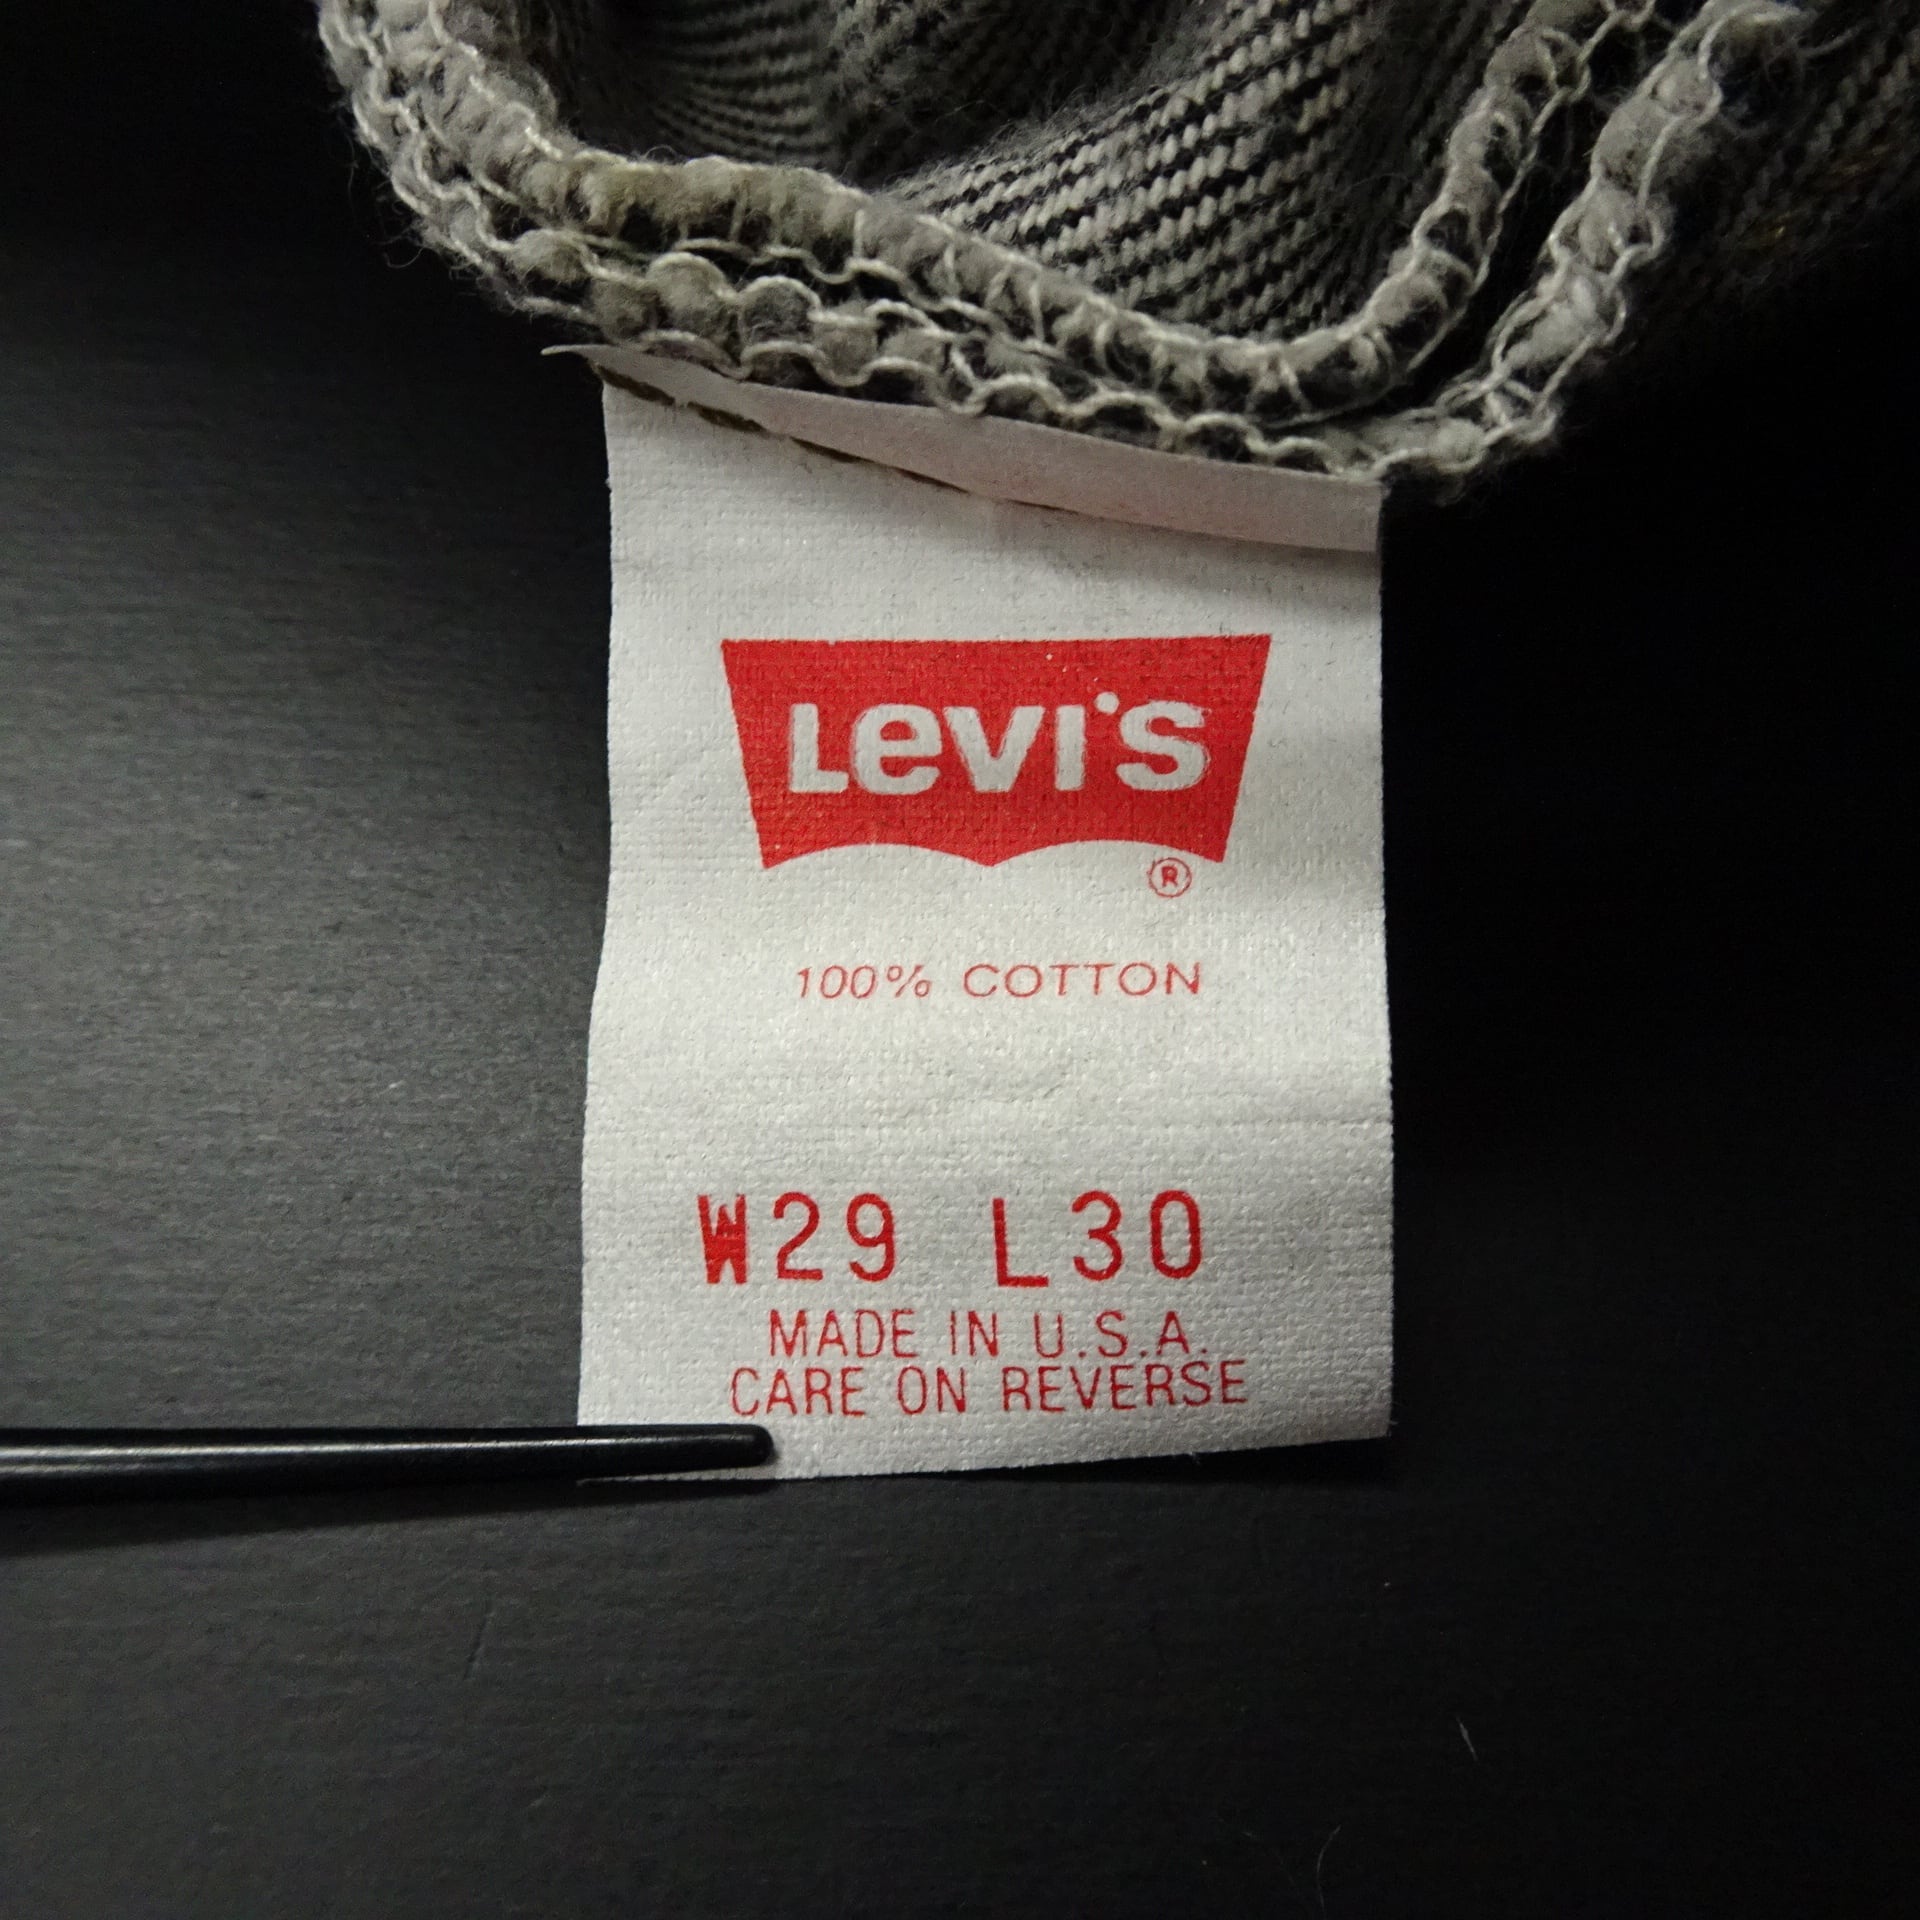 Levi's
®
100% COTTON
W29 L30
MADE IN U.S.A.
CARE ON REVERSE